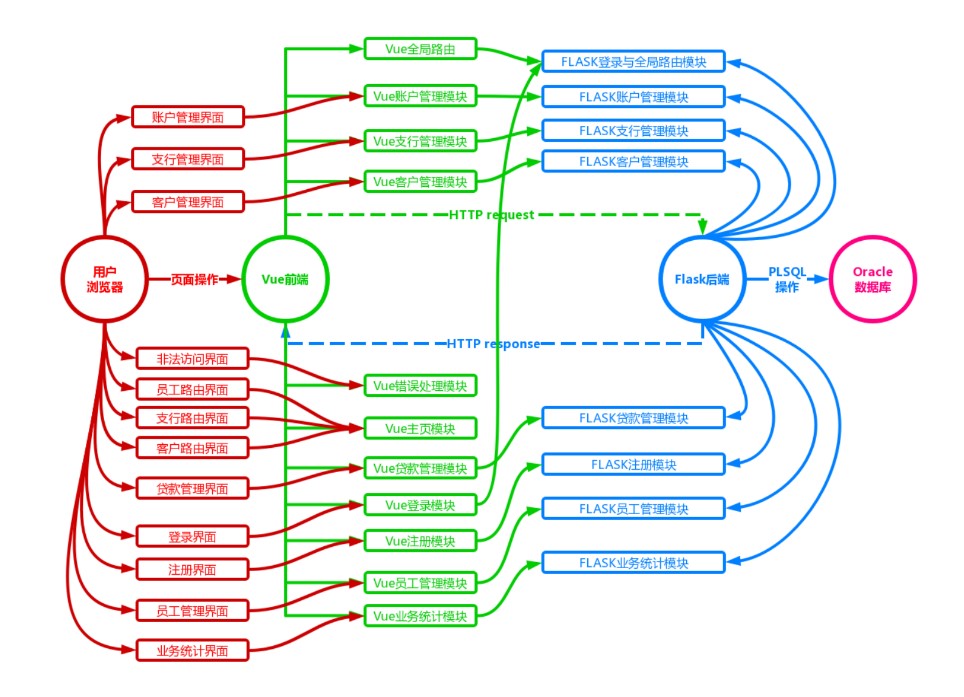 Vue全局路由
FLASK登录与全局路由模块
Vue账户管理模块
FLASK账户管理模块
账户管理界面
FLASK支行管理模块
Vue支行管理模块
支行管理界面
FLASK客户管理模块
Vue客户管理模块
客户管理界面
HTTP request
用户
浏览器
页面操作
Vue前端
Flask后端
PLSQL
操作
Oracle
数据库
HTTP response
非法访问界面
Vue错误处理模块
员工路由界面
支行路由界面
FLASK贷款管理模块
Vue主页模块
客户路由界面
Vue贷款管理模块
FLASK注册模块
贷款管理界面
Vue登录模块
FLASK员工管理模块
登录界面
Vue注册模块
FLASK业务统计模块
注册界面
Vue员工管理模块
员工管理界面
Vue业务统计模块
业务统计界面